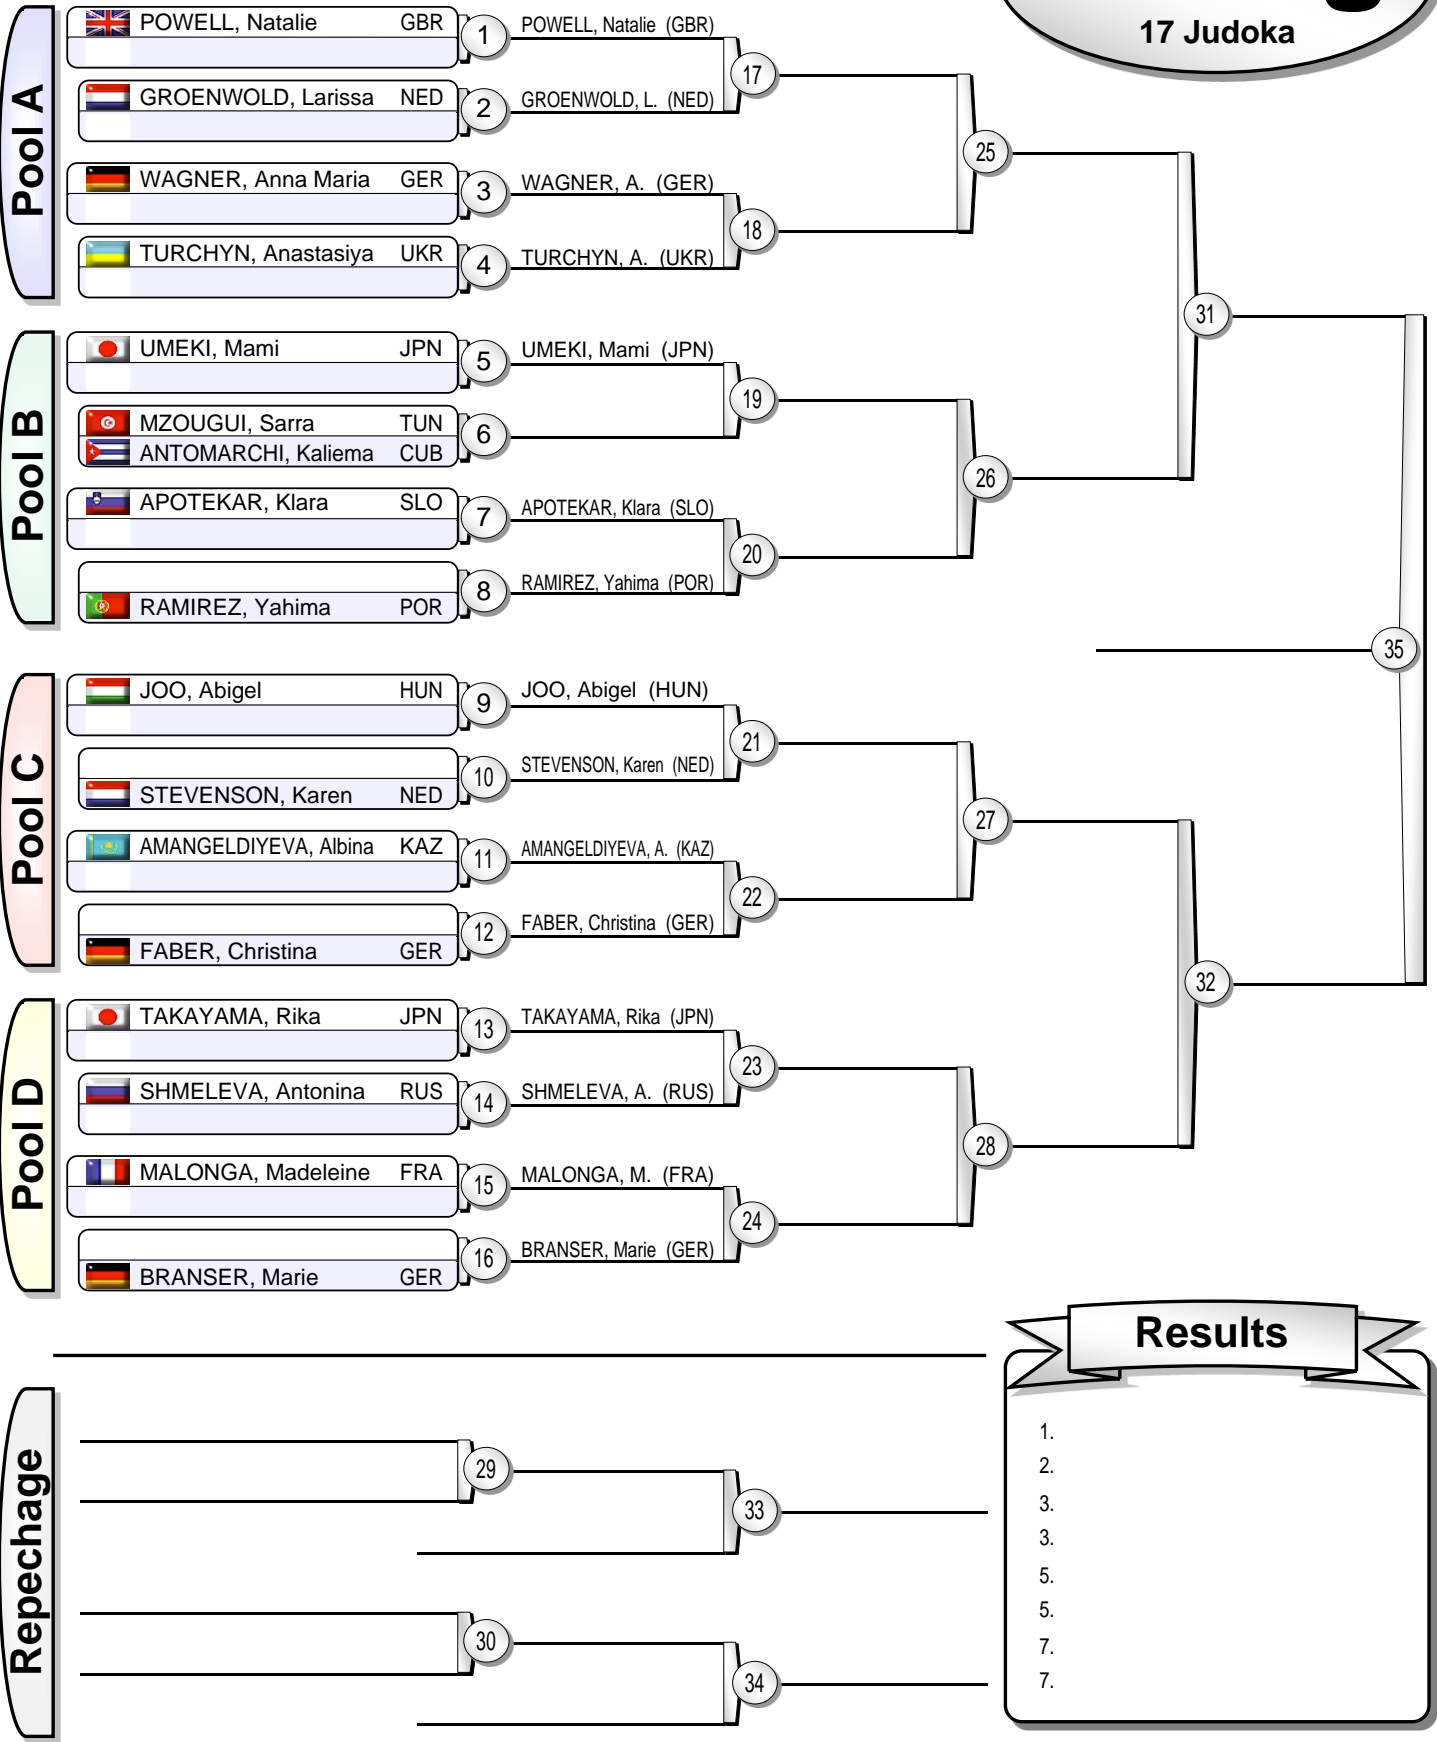 17 Judoka
Pool A
POWELL, Natalie GBR
1
POWELL, Natalie (GBR)
17
GROENWOLD, Larissa NED
2
GROENWOLD, L. (NED)
25
WAGNER, Anna Maria GER
3
WAGNER, A. (GER)
18
TURCHYN, Anastasiya UKR
4
TURCHYN, A. (UKR)
31
Pool B
UMEKI, Mami JPN
5
UMEKI, Mami (JPN)
19
MZOUGUI, Sarra TUN
ANTOMARCHI, Kaliema CUB
6
26
APOTEKAR, Klara SLO
7
APOTEKAR, Klara (SLO)
20
RAMIREZ, Yahima POR
8
RAMIREZ, Yahima (POR)
35
Pool C
JOO, Abigel HUN
9
JOO, Abigel (HUN)
21
STEVENSON, Karen NED
10
STEVENSON, Karen (NED)
27
AMANGELDIYEVA, Albina KAZ
11
AMANGELDIYEVA, A. (KAZ)
22
FABER, Christina GER
12
FABER, Christina (GER)
32
Pool D
TAKAYAMA, Rika JPN
13
TAKAYAMA, Rika (JPN)
23
SHMELEVA, Antonina RUS
14
SHMELEVA, A. (RUS)
28
MALONGA, Madeleine FRA
15
MALONGA, M. (FRA)
24
BRANSER, Marie GER
16
BRANSER, Marie (GER)
Repechage
29
33
30
34
Results
1.
2.
3.
3.
5.
5.
7.
7.